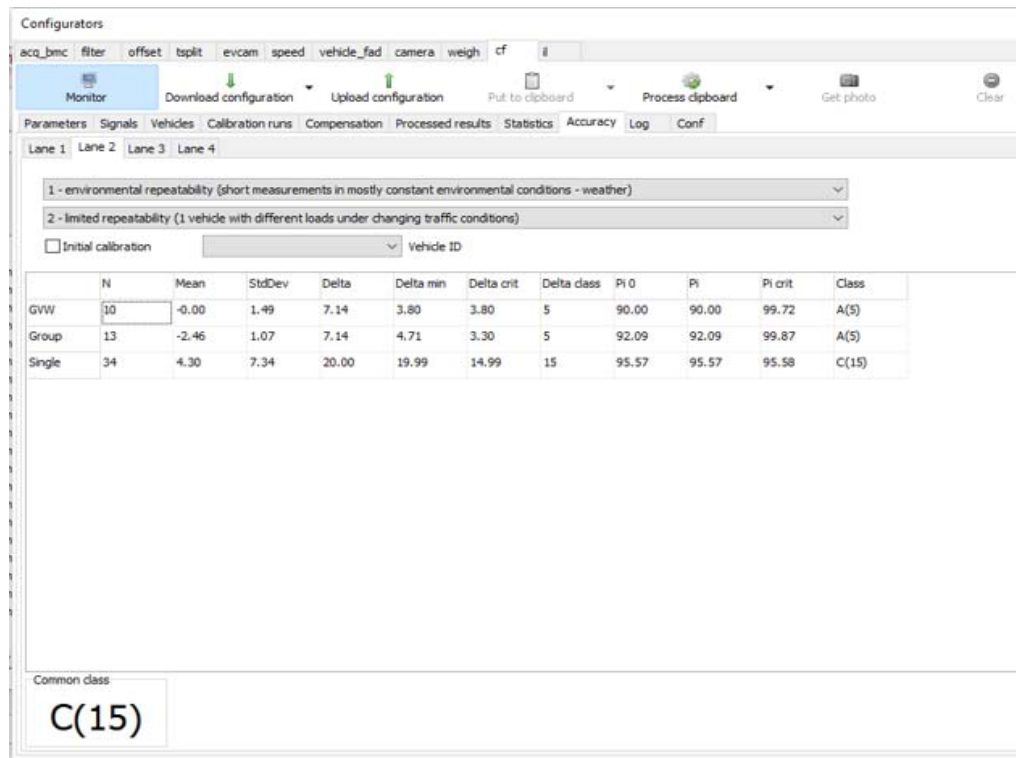 Configurators
acq_bmc filter offset tsplit evcam speed vehicle_fad camera weigh cf il
Monitor Download configuration Upload configuration Put to clipboard Process clipboard Get photo Clear
Parameters Signals Vehicles Calibration runs Compensation Processed results Statistics Accuracy Log Conf
Lane 1 Lane 2 Lane 3 Lane 4
1 - environmental repeatability (short measurements in mostly constant environmental conditions - weather)
2 - limited repeatability (1 vehicle with different loads under changing traffic conditions)
Initial calibration Vehicle ID
N Mean StdDev Delta Delta min Delta crit Delta class Pi 0 Pi Pi crit Class
GVW 10 -0.00 1.49 7.14 3.80 3.80 5 90.00 90.00 99.72 A(5)
Group 13 -2.46 1.07 7.14 4.71 3.30 5 92.09 92.09 99.87 A(5)
Single 34 4.30 7.34 20.00 19.99 14.99 15 95.57 95.57 95.58 C(15)
Common class
C(15)